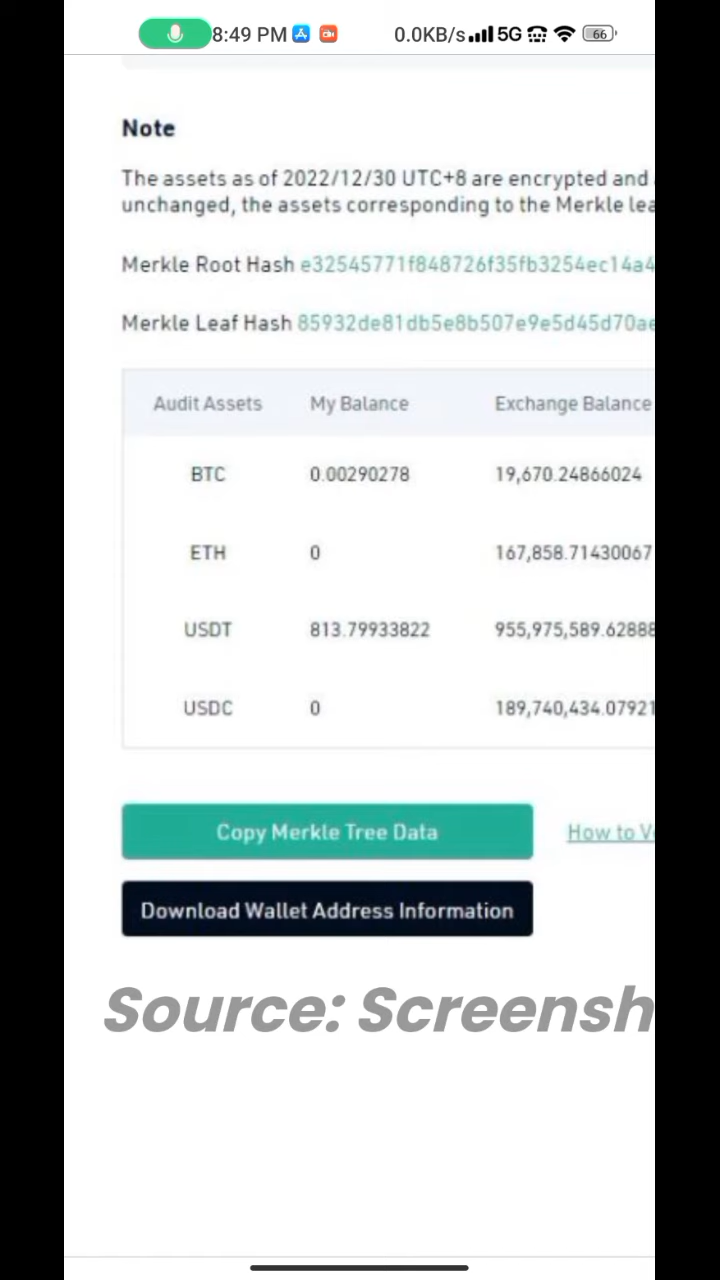 8:49 PM 0.0KB/s 5G 66
Note
The assets as of 2022/12/30 UTC+8 are encrypted and
unchanged, the assets corresponding to the Merkle lea
Merkle Root Hash e32545771f848726f35fb3254ec14a4
Merkle Leaf Hash 85932de81db5e8b507e9e5d45d70ae
Audit Assets My Balance Exchange Balance
BTC 0.00290278 19,670.24866024
ETH 0 167,858.71430067
USDT 813.79933822 955,975,589.62888
USDC 0 189,740,434.07921
Copy Merkle Tree Data How to V
Download Wallet Address Information
Source: Screensh